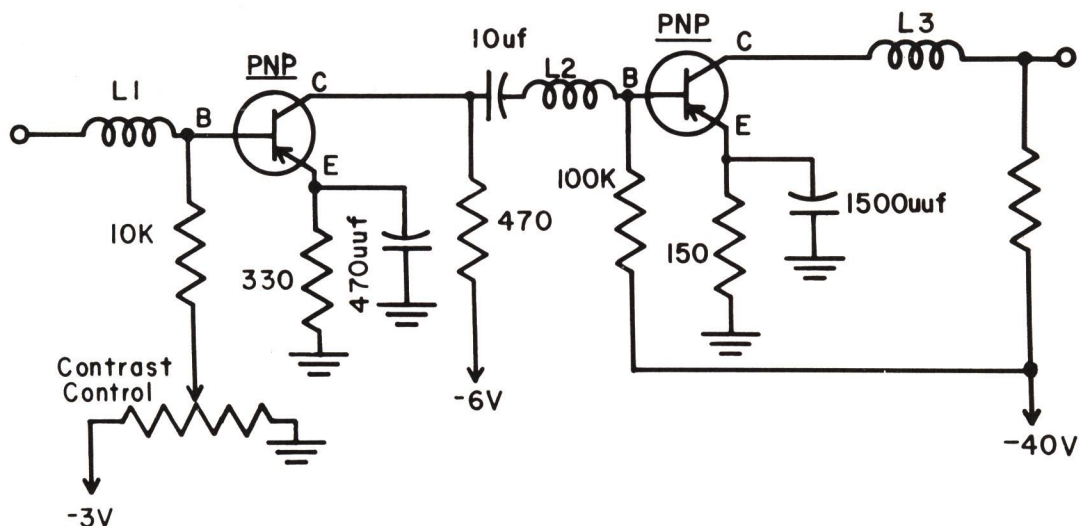 L1
B
PNP
C
E
10K
330
470uuf
10uf
L2
470
-6V
B
PNP
C
E
100K
150
1500uuf
L3
-40V
Contrast
Control
-3V